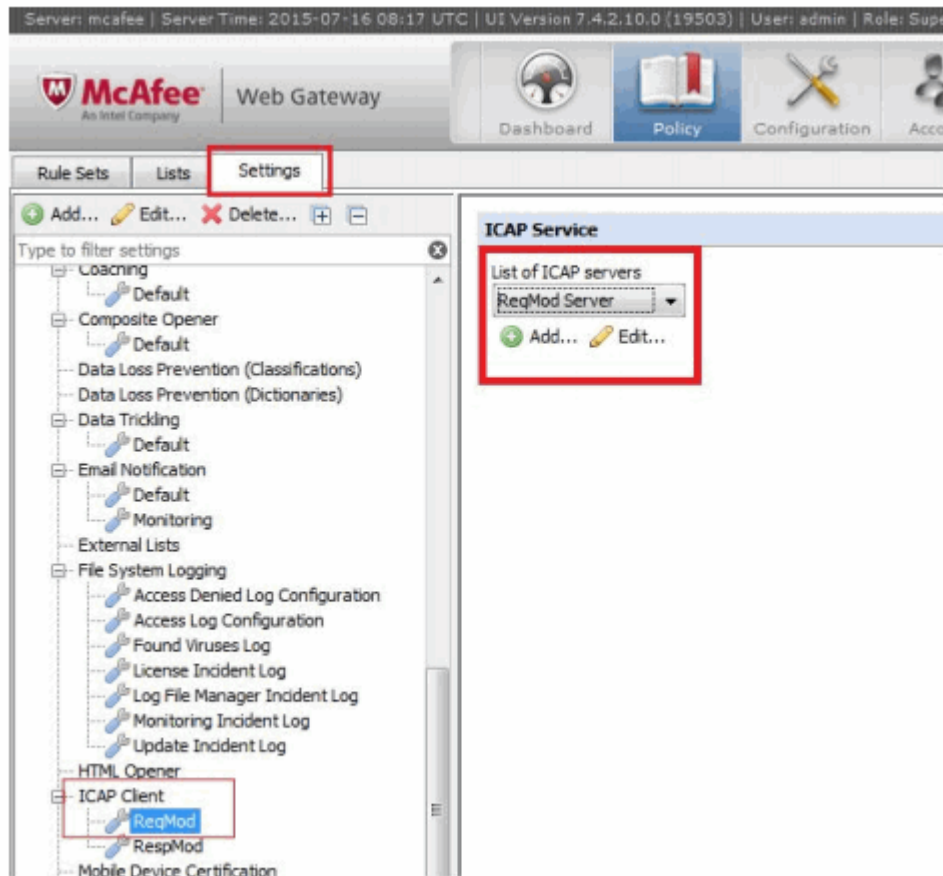 Server: mcafee | Server Time: 2015-07-16 08:17 UTC | UI Version 7.4.2.10.0 (19503) | User: admin | Role:
McAfee
An Intel Company
Web Gateway
Dashboard
Policy
Configuration
Rule Sets
Lists
Settings
Add...
Edit...
Delete...
Type to filter settings
Coaching
Default
Composite Opener
Default
Data Loss Prevention (Classifications)
Data Loss Prevention (Dictionaries)
Data Trickling
Default
Email Notification
Default
Monitoring
External Lists
File System Logging
Access Denied Log Configuration
Access Log Configuration
Found Viruses Log
License Incident Log
Log File Manager Incident Log
Monitoring Incident Log
Update Incident Log
HTML Opener
ICAP Client
ReqMod
RespMod
Mobile Device Certification
ICAP Service
List of ICAP servers
ReqMod Server
Add...
Edit...